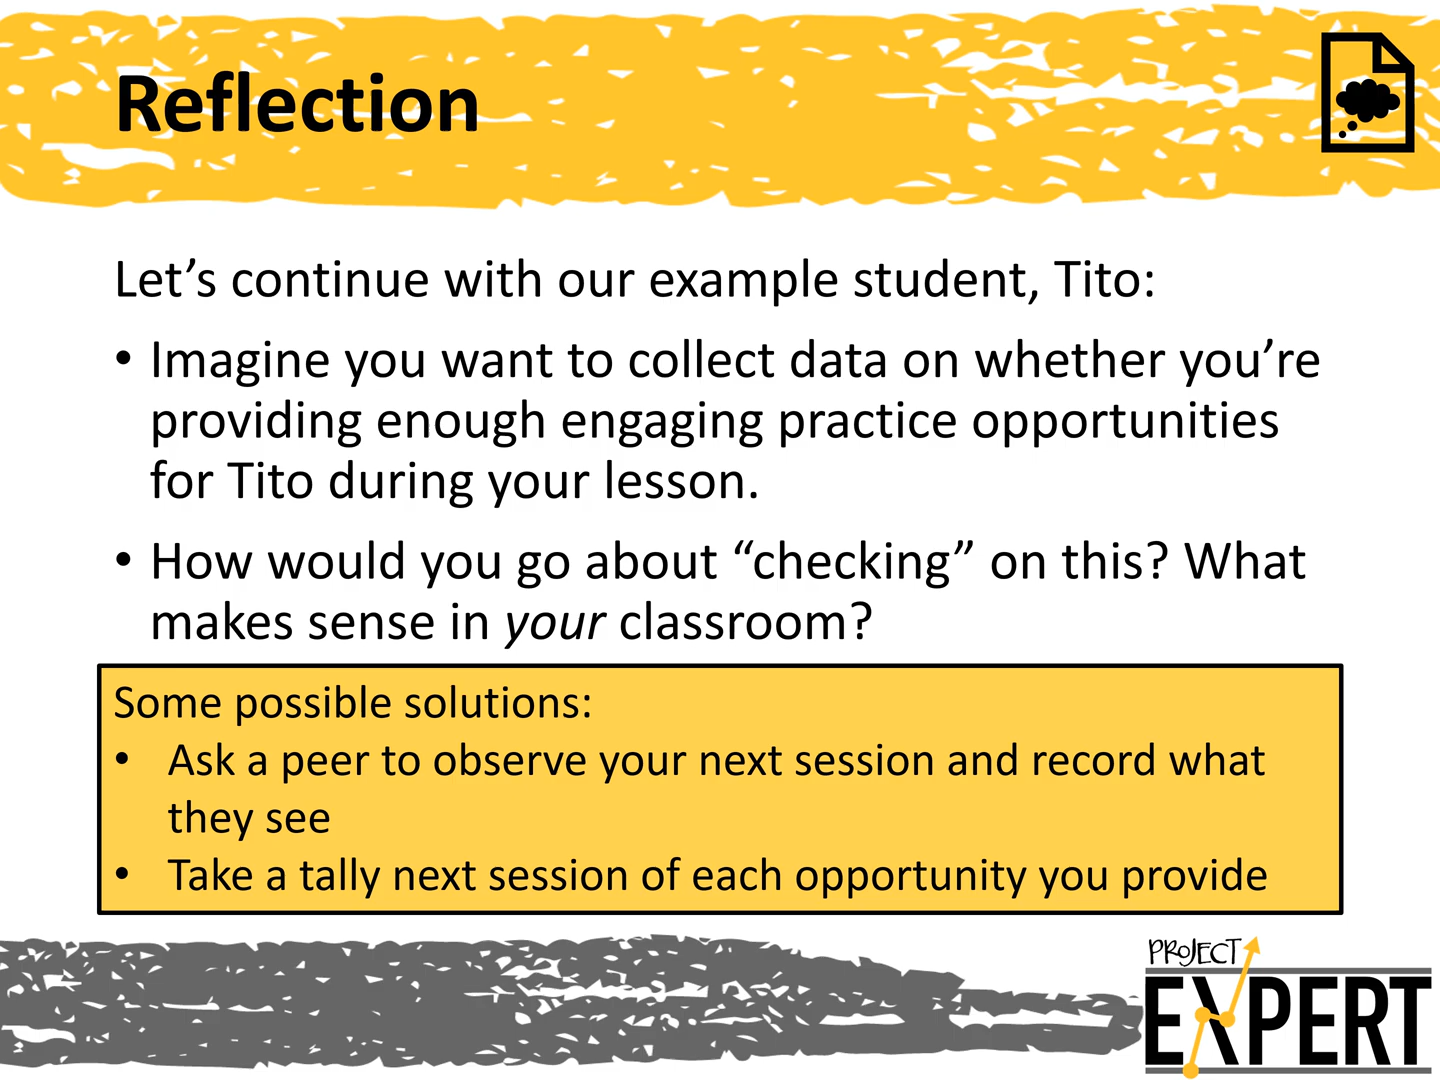 Reflection
Let’s continue with our example student, Tito:
• Imagine you want to collect data on whether you’re
providing enough engaging practice opportunities
for Tito during your lesson.
• How would you go about “checking” on this? What
makes sense in your classroom?
Some possible solutions:
• Ask a peer to observe your next session and record what
they see
• Take a tally next session of each opportunity you provide
PROJECT
EXPERT